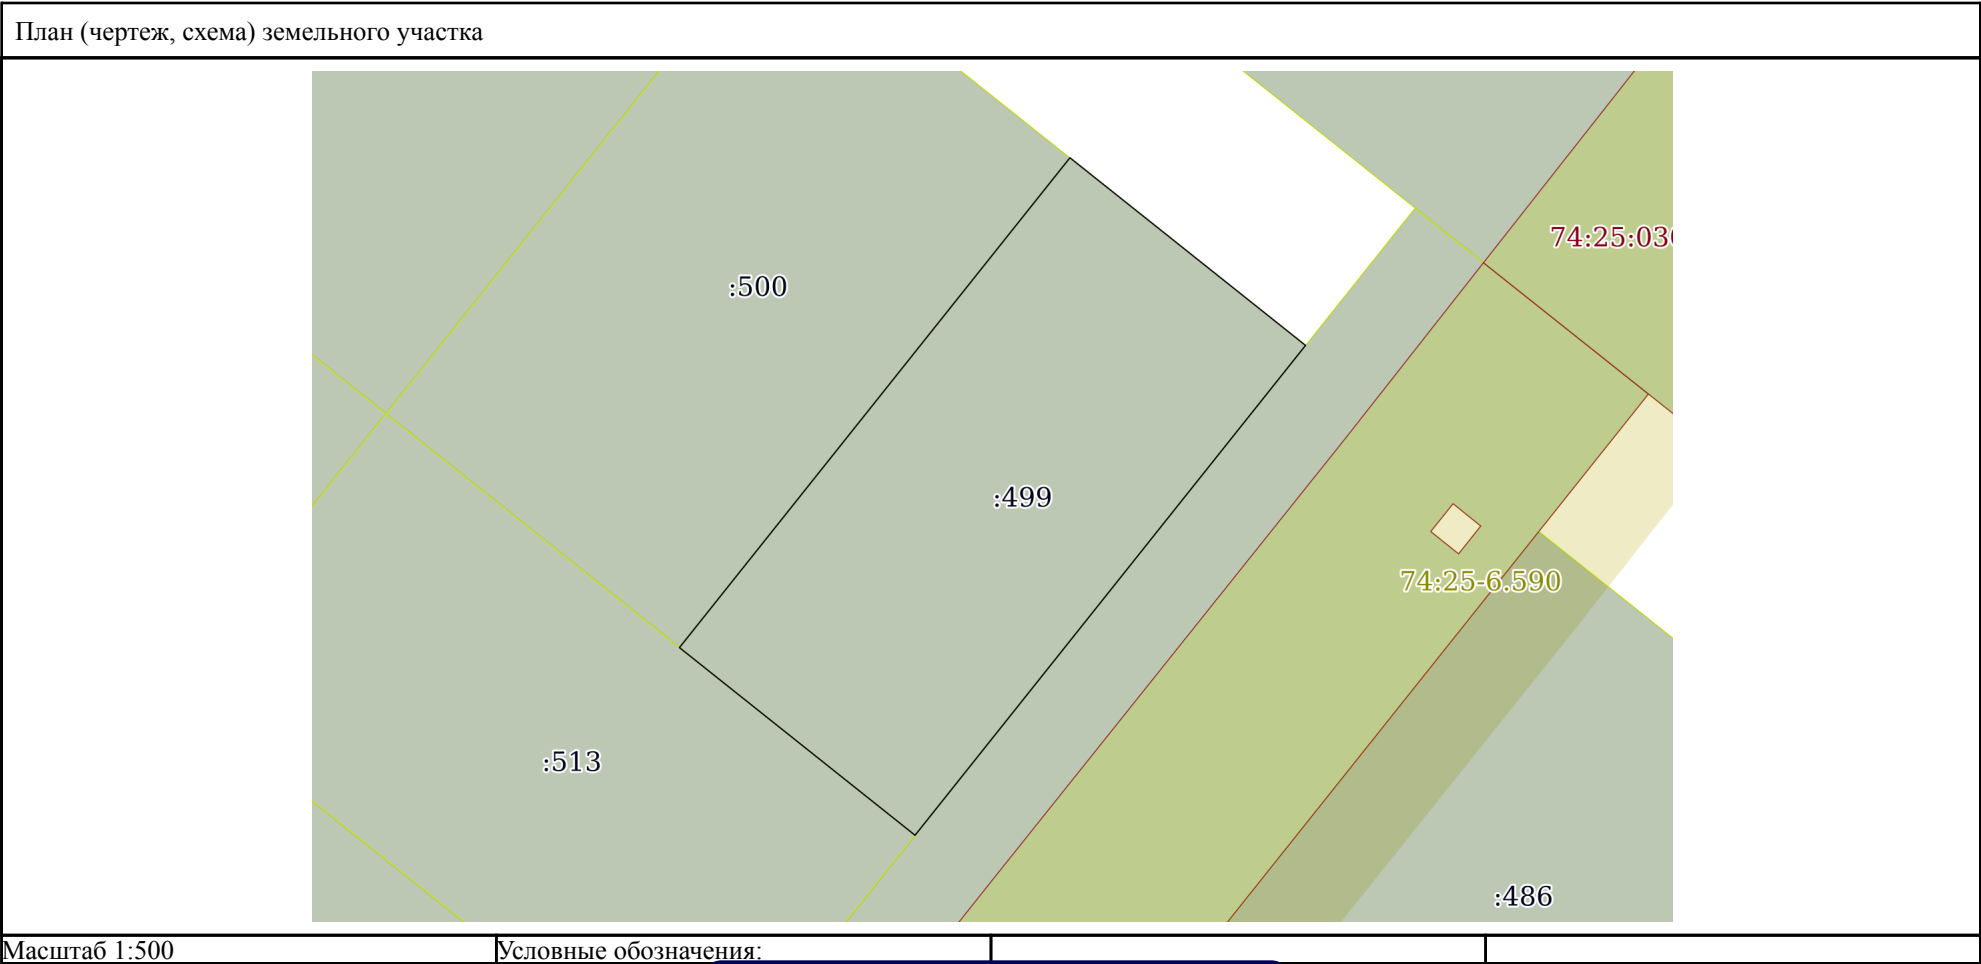 План (чертеж, схема) земельного участка
74:25:030
:500
:499
74:25-6.590
:513
:486
Масштаб 1:500
Условные обозначения: